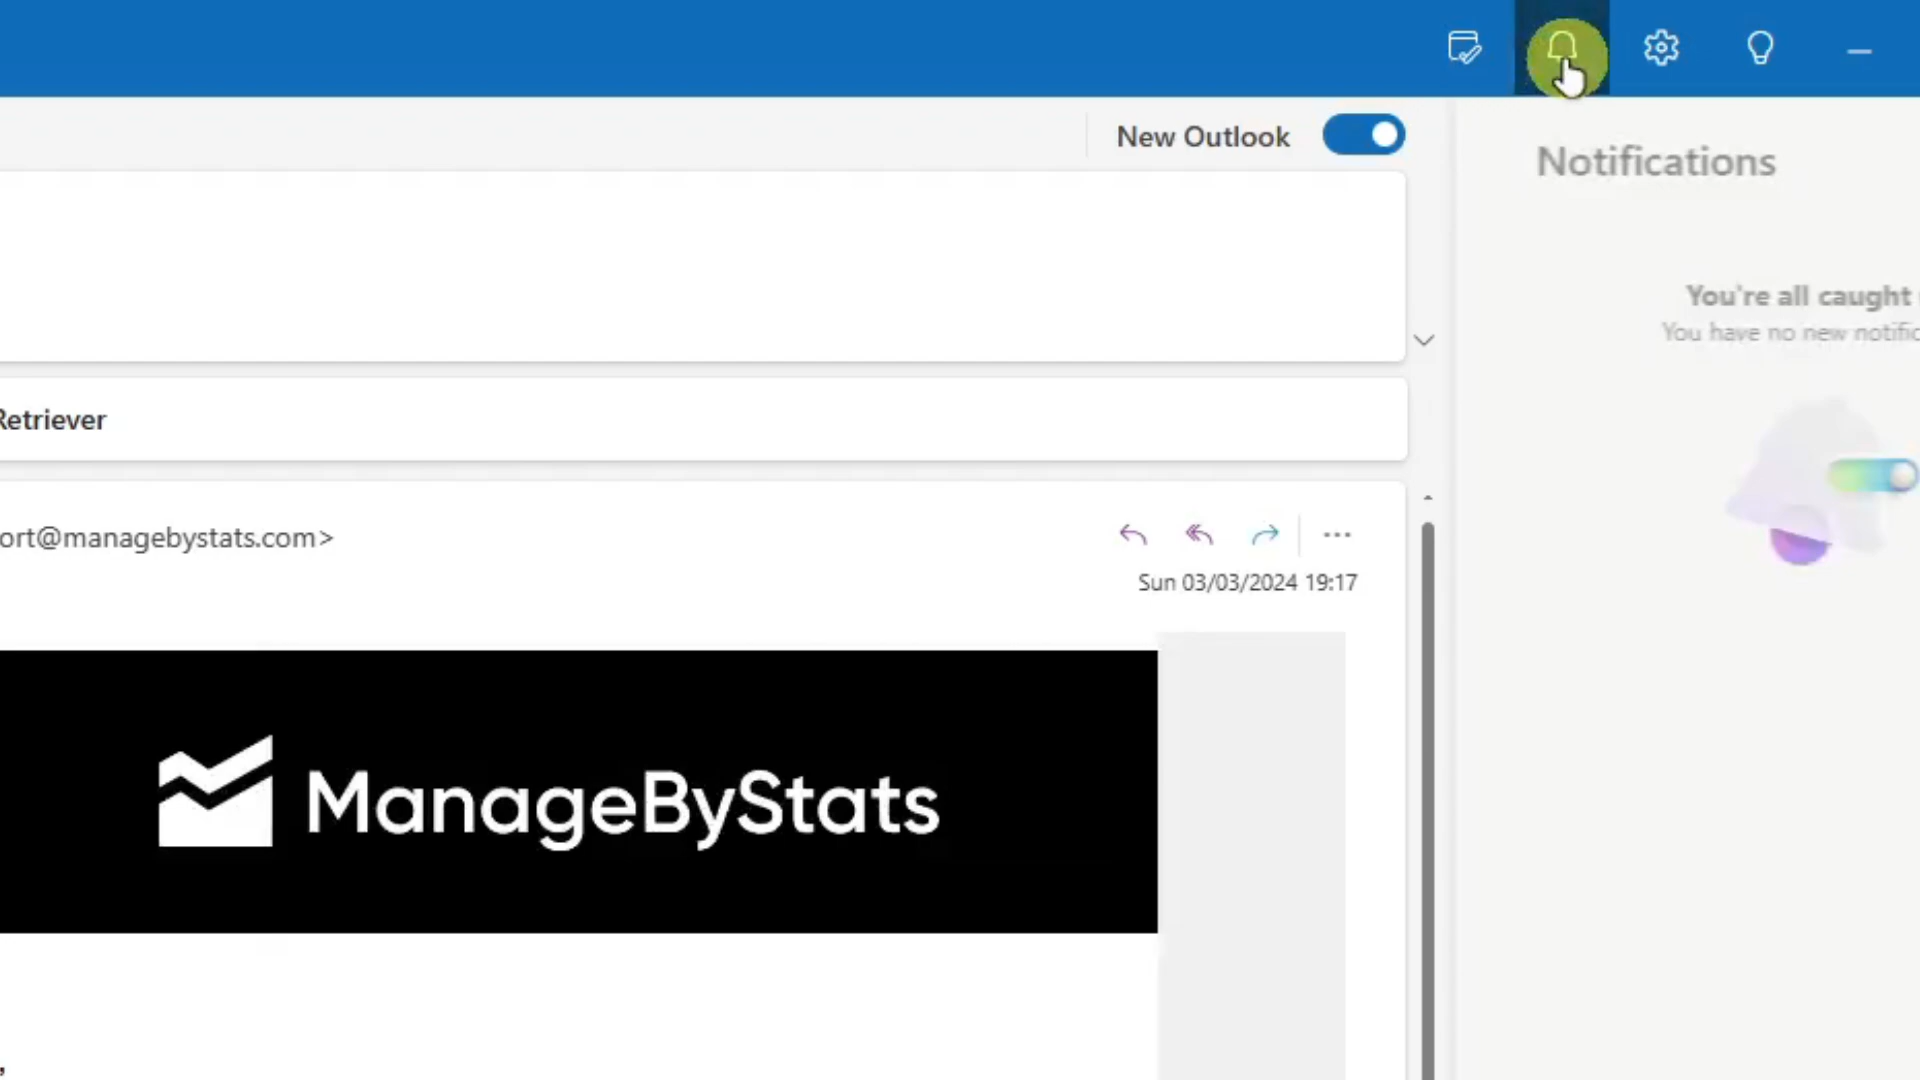 New Outlook
Notifications
You're all caught
You have no new notific
Retriever
ort@managebystats.com>
Sun 03/03/2024 19:17
ManageByStats
,